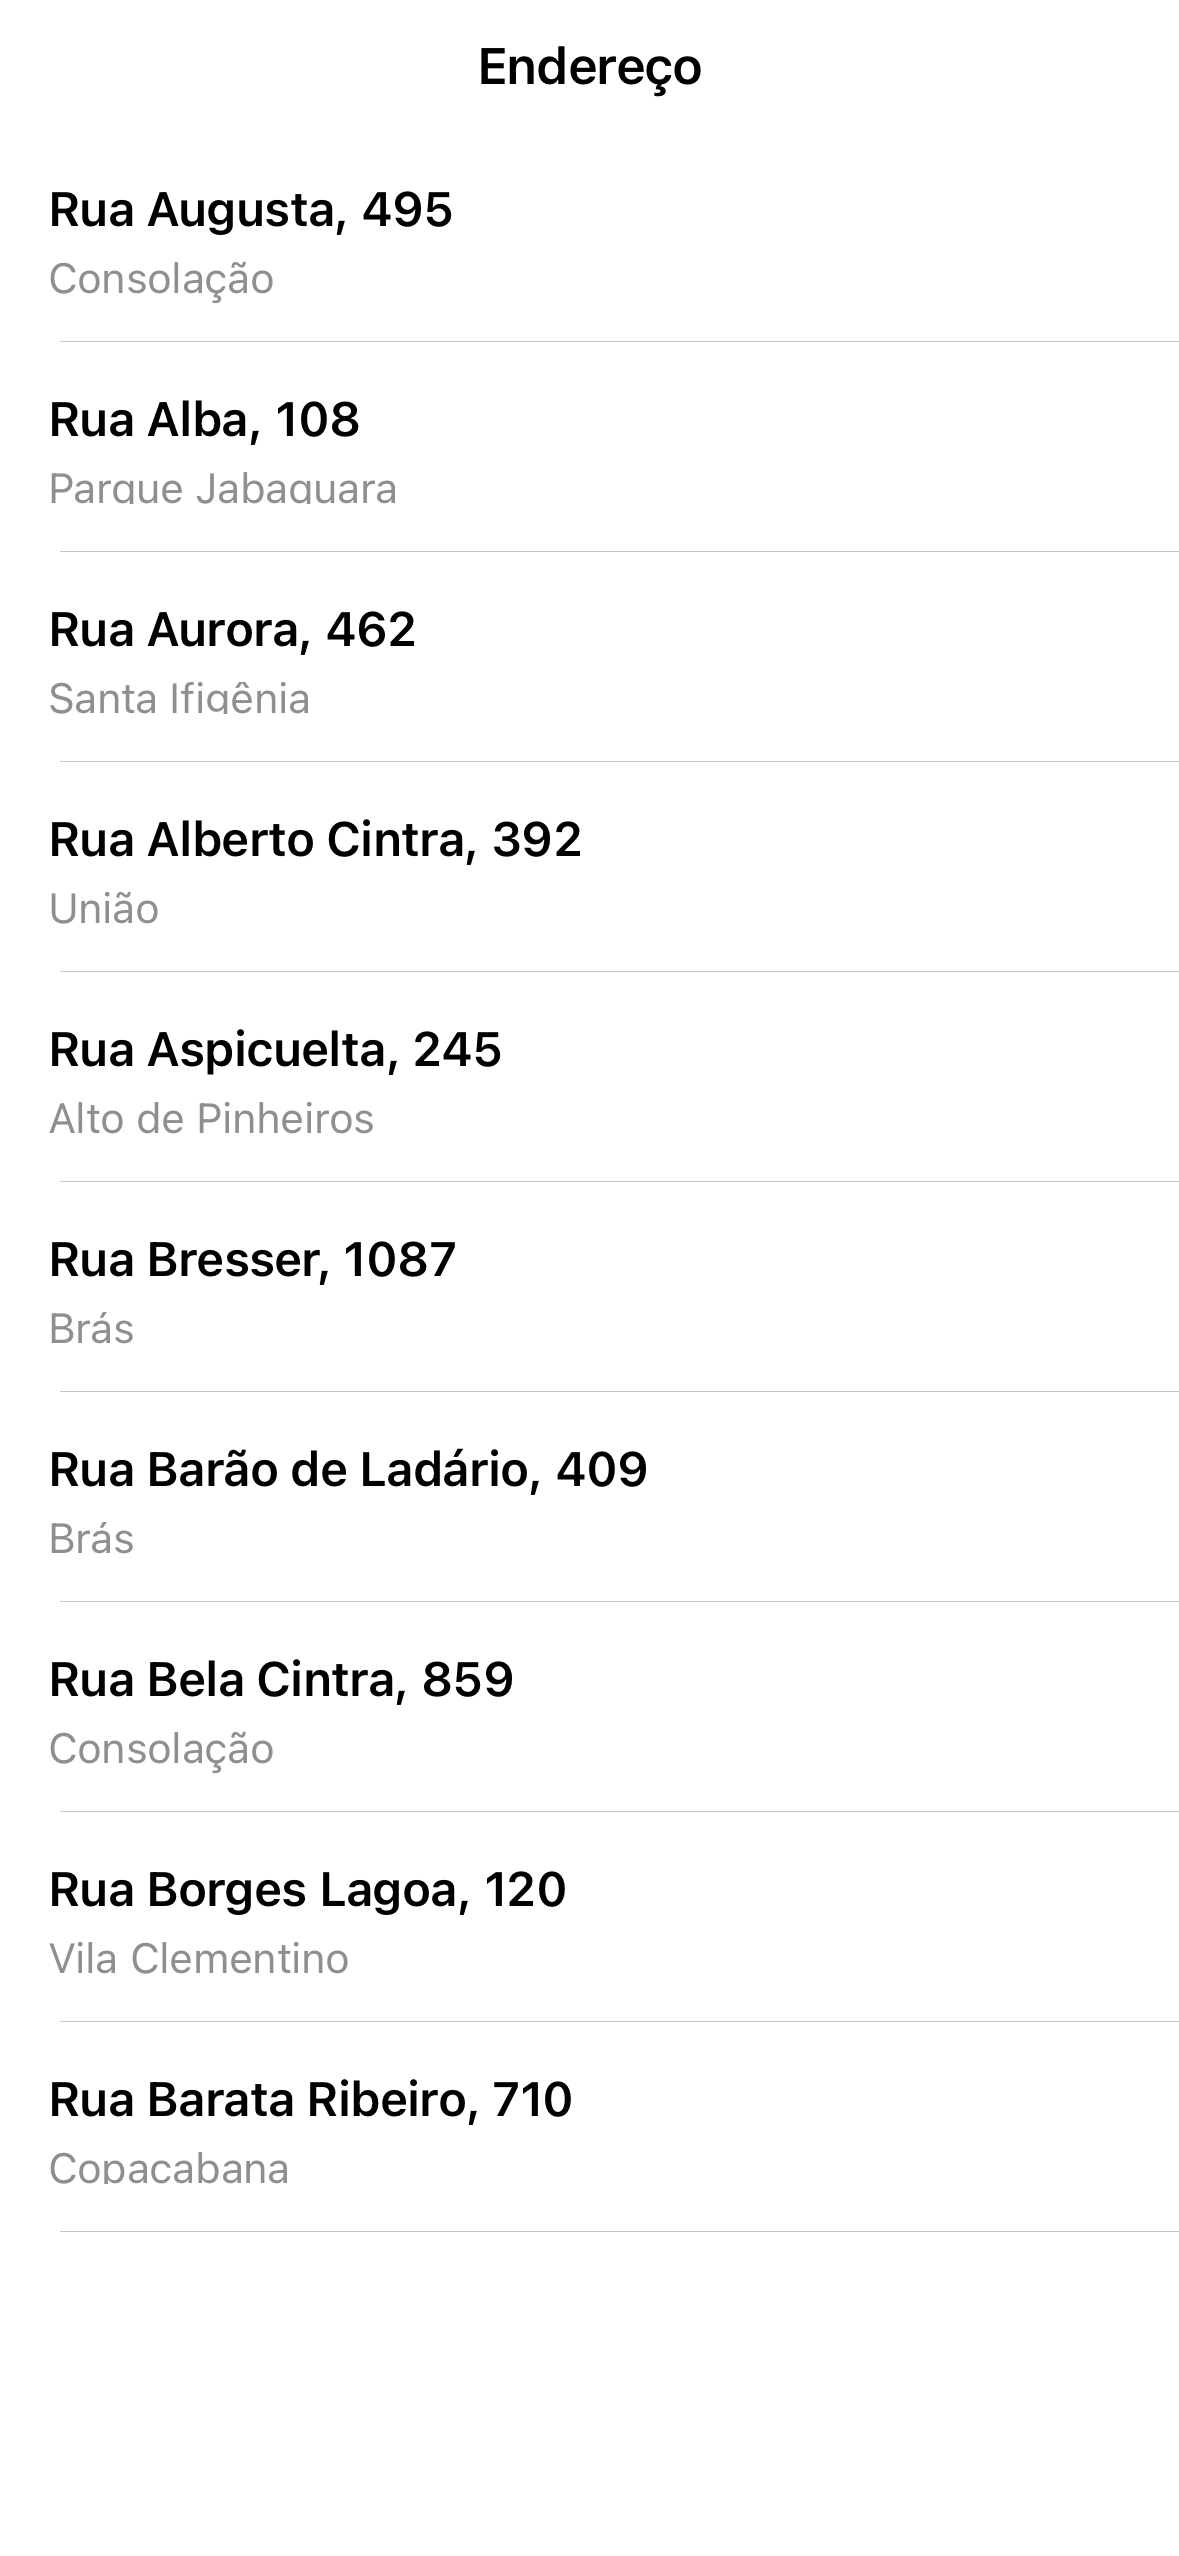 Endereço
Rua Augusta, 495
Consolação
Rua Alba, 108
Parque Jabaquara
Rua Aurora, 462
Santa Ifigênia
Rua Alberto Cintra, 392
União
Rua Aspicuelta, 245
Alto de Pinheiros
Rua Bresser, 1087
Brás
Rua Barão de Ladário, 409
Brás
Rua Bela Cintra, 859
Consolação
Rua Borges Lagoa, 120
Vila Clementino
Rua Barata Ribeiro, 710
Copacabana